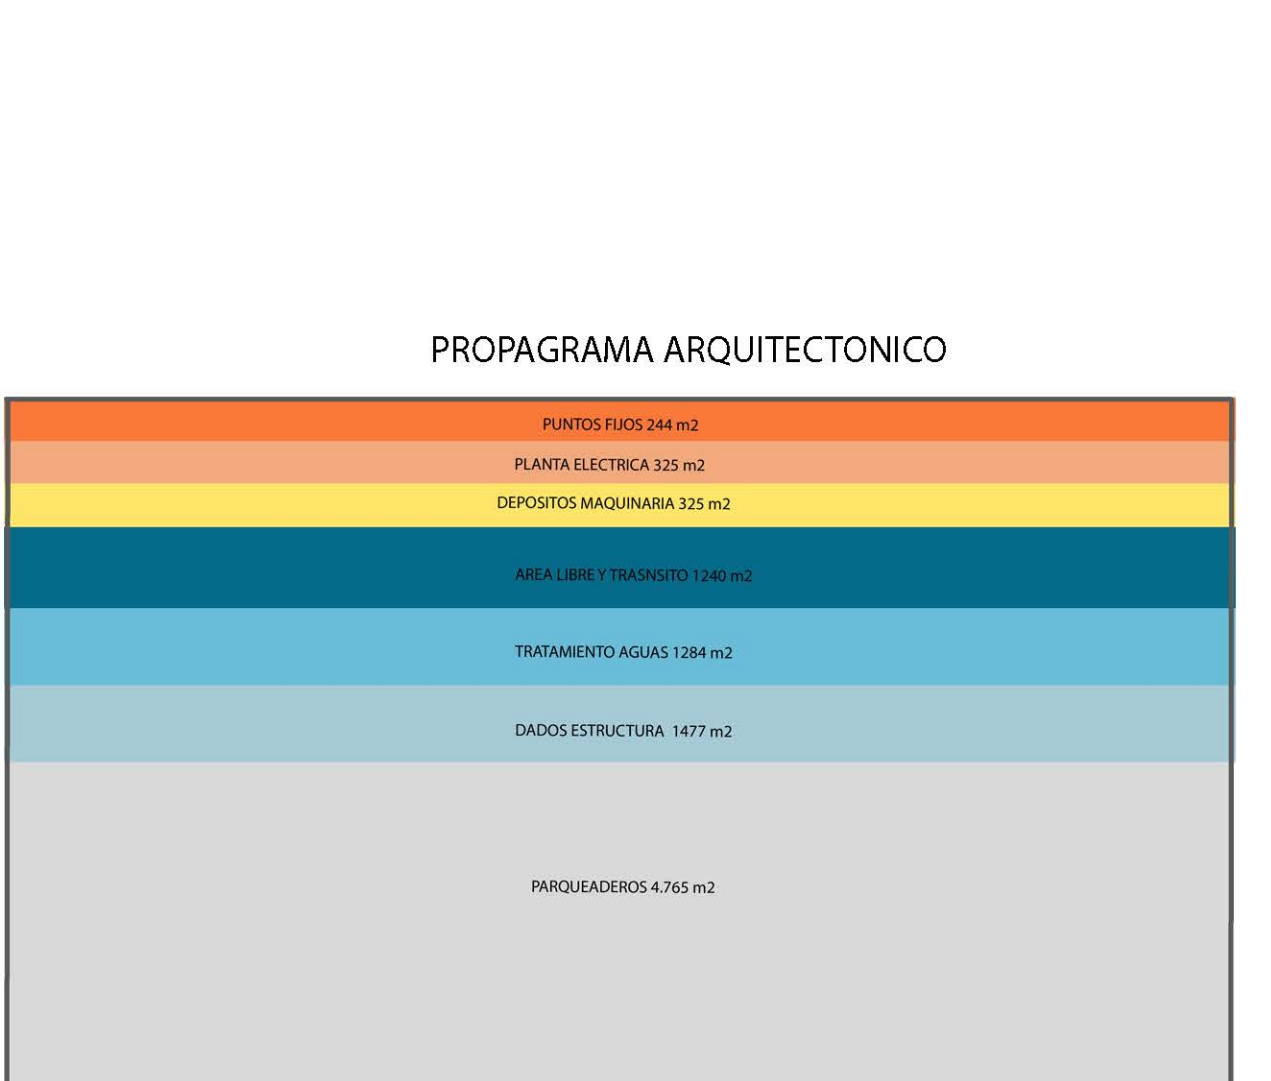 PROPAGRAMA ARQUITECTONICO
PUNTOS FIJOS 244 m2
PLANTA ELECTRICA 325 m2
DEPOSITOS MAQUINARIA 325 m2
AREA LIBRE Y TRASNSITO 1240 m2
TRATAMIENTO AGUAS 1284 m2
DADOS ESTRUCTURA 1477 m2
PARQUEADEROS 4.765 m2